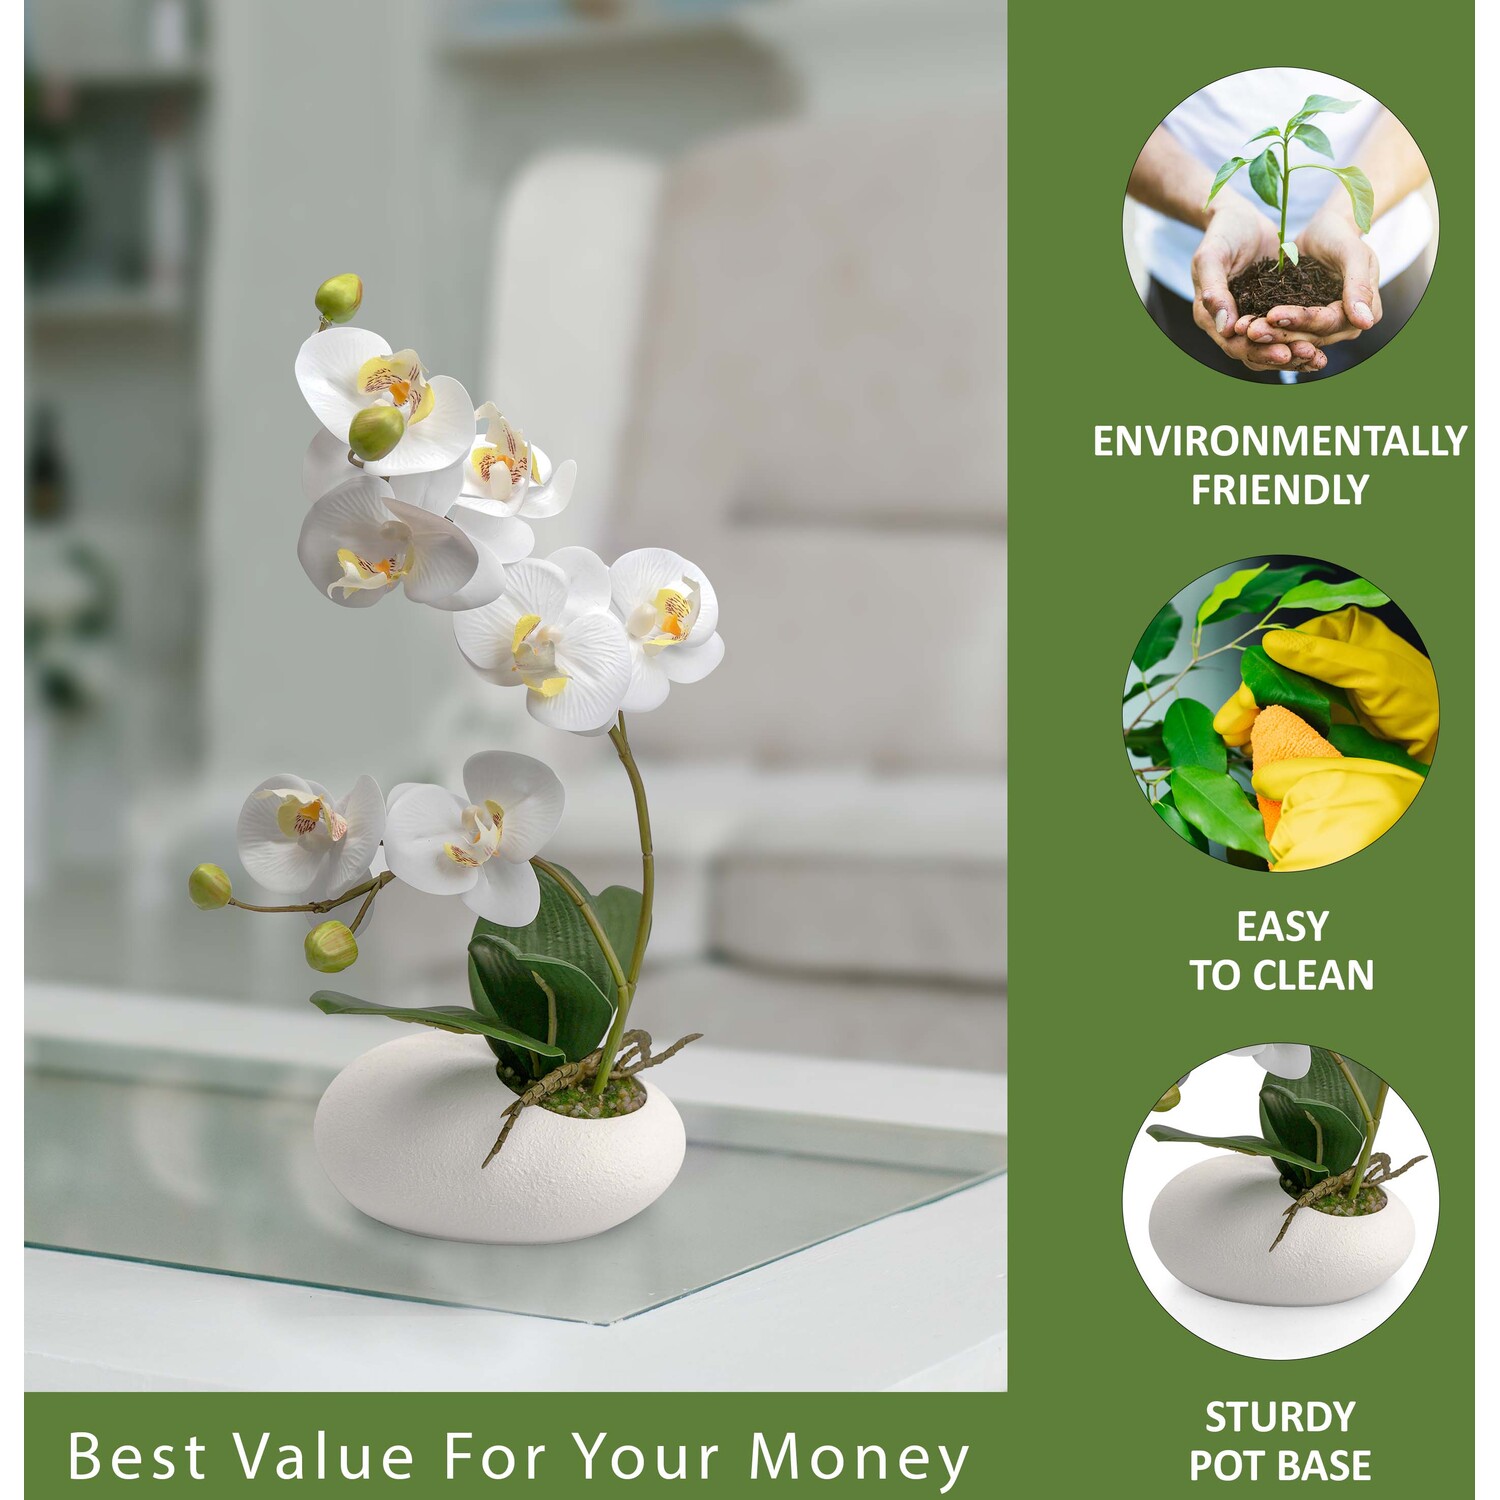 ENVIRONMENTALLY
FRIENDLY
EASY
TO CLEAN
STURDY
POT BASE
Best Value For Your Money